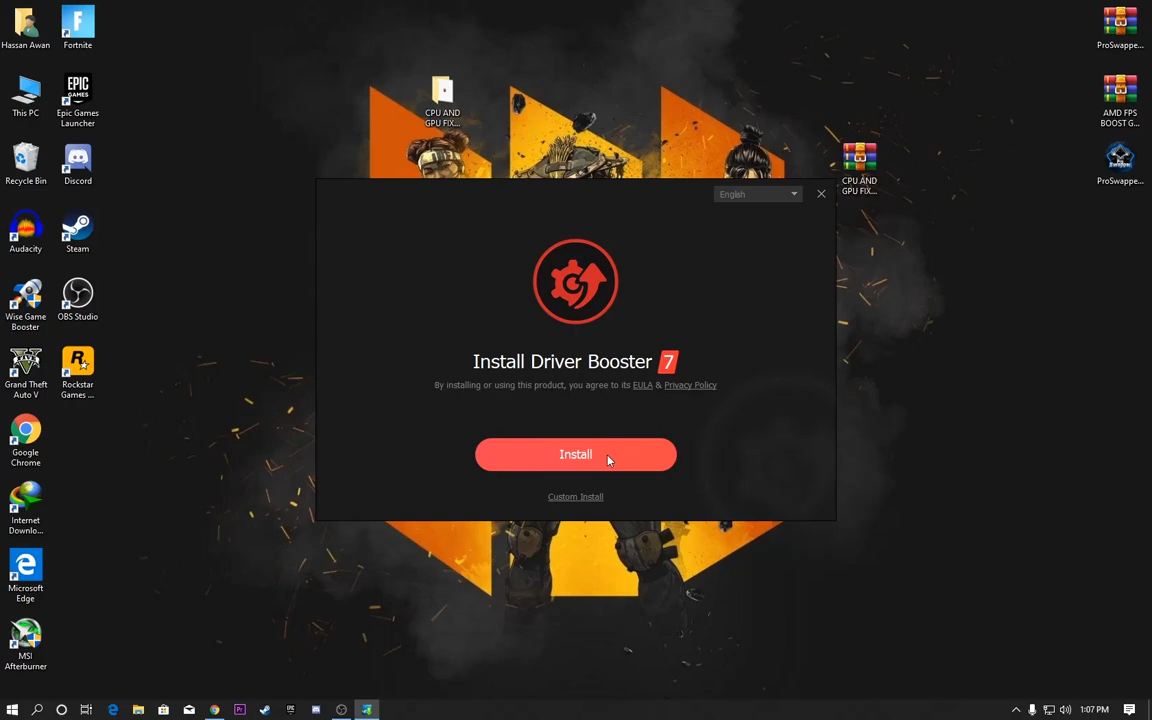 Hassan Awan
Fortnite
This PC
EPIC
GAMES
Epic Games
Launcher
Recycle Bin
Discord
Audacity
Steam
Wise Game
Booster
OBS Studio
Grand Theft
Auto V
Rockstar
Games ...
Google
Chrome
Internet
Downlo...
Microsoft
Edge
MSI
Afterburner
CPU AND
GPU FIX...
CPU AND
GPU FIX...
ProSwappe...
AMD FPS
BOOST G...
ProSwappe...
English
Install Driver Booster 7
By installing or using this product, you agree to its EULA & Privacy Policy
Install
Custom Install
1:07 PM